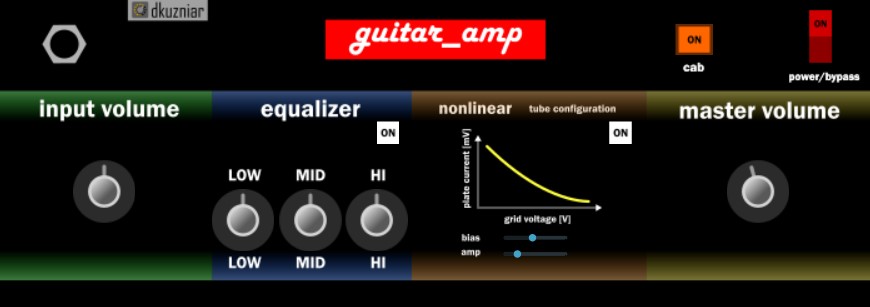 dkuzniar
guitar_amp
ON
cab
ON
power/bypass
input volume
equalizer
ON
LOW MID HI
LOW MID HI
nonlinear tube configuration
ON
plate current [mV]
grid voltage [V]
bias
amp
master volume